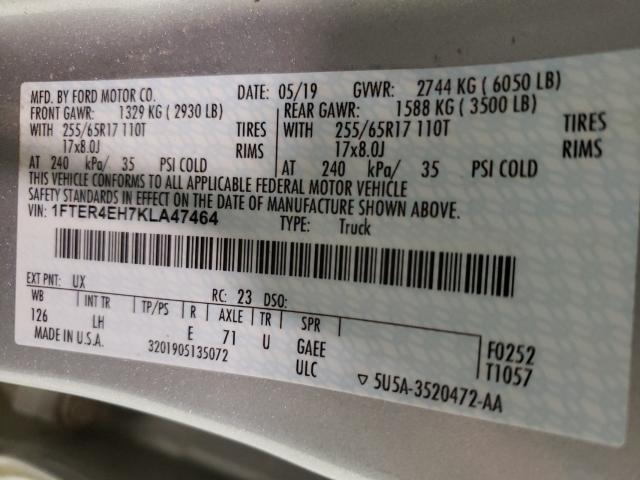 MFD. BY FORD MOTOR CO. DATE: 05/19 GVWR: 2744 KG ( 6050 LB)
FRONT GAWR: 1329 KG ( 2930 LB) REAR GAWR: 1588 KG ( 3500 LB)
WITH 255/65R17 110T TIRES WITH 255/65R17 110T TIRES
17x8.0J RIMS 17x8.0J RIMS
AT 240 kPa/ 35 PSI COLD AT 240 kPa/ 35 PSI COLD
THIS VEHICLE CONFORMS TO ALL APPLICABLE FEDERAL MOTOR VEHICLE
SAFETY STANDARDS IN EFFECT ON THE DATE OF MANUFACTURE SHOWN ABOVE.
VIN: 1FTER4EH7KLA47464 TYPE: Truck
EXT PNT: UX RC: 23 DSO:
WB INT TR TP/PS R AXLE TR SPR
126 LH E 71 U GAEE F0252
MADE IN U.S.A. 3201905135072 ULC T1057
▽ 5U5A-3520472-AA